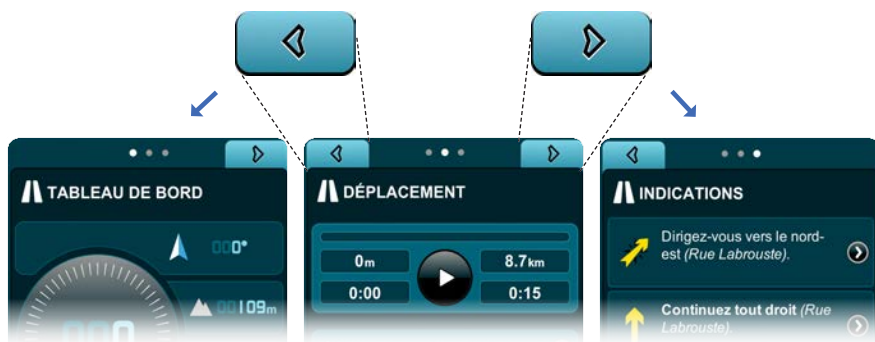 TABLEAU DE BORD
000°
00109m
000
DÉPLACEMENT
0m
8.7km
0:00
0:15
INDICATIONS
Dirigez-vous vers le nord-
est (Rue Labrouste).
Continuez tout droit (Rue
Labrouste).